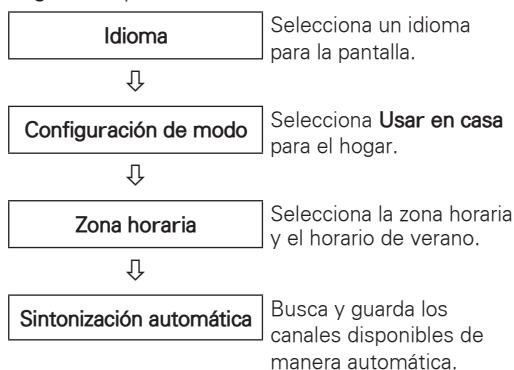 Idioma
Selecciona un idioma
para la pantalla.
Configuración de modo
Selecciona Usar en casa
para el hogar.
Zona horaria
Selecciona la zona horaria
y el horario de verano.
Sintonización automática
Busca y guarda los
canales disponibles de
manera automática.